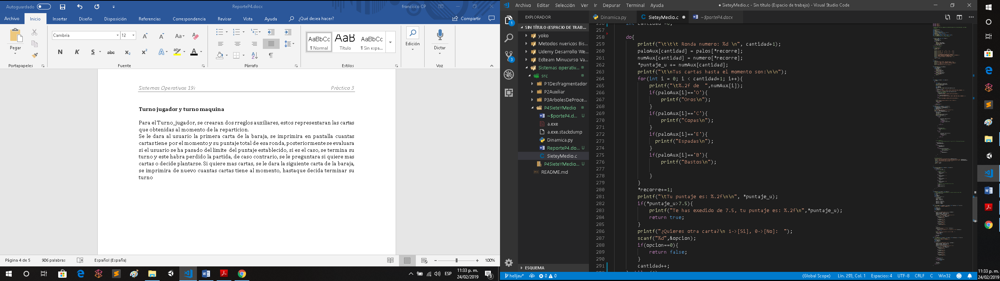 Autoguardado
ReporteP4.docx
francisco CP
Archivo Inicio Insertar Diseño Disposición Referencias Correspondencia Revisar Vista Ayuda ¿Qué desea hacer? Compartir
Pegar
Cambria 12
N K S abc x₂ x² A A
AaBbCc AaB AaBbCc
¶ Normal Título ¶ Sin espa...
Edición
Dictar
Portapapeles Fuente Párrafo Estilos Voz
Sistemas Operativos 19i Práctica 3
Turno jugador y turno maquina
Para el Turno_jugador, se crearan dos rreglos auxiliares, estos representaran las cartas
que obtenidas al momento de la reparticion.
Se le dara al usuario la primera carta de la baraja, se imprimira en pantalla cuantas
cartas tiene por el momento y su puntaje total de esa ronda, posteriormente se evaluara
si el usuario se ha pasado del limite del puntaje establecido, si es el caso, se termina su
turno y este habra perdido la partida, de caso contrario, se le preguntara si quiere mas
cartas o decide plantarse. Si quiere mas cartas, se le dara la siguiente carta de la baraja,
se imprimira de nuevo cuantas cartas tiene al momento, hastaque decida terminar su
turno
Página 4 de 5 906 palabras Español (España) 100%
ESP
11:33 p. m.
24/02/2019
3
Archivo Editar Selección Ver Ir Depurar Terminal Ayuda
● SieteyMedio.c - Sin título (Espacio de trabajo) - Visual Studio Code
EXPLORADOR
SIN TÍTULO (ESPACIO DE TRAB...
yoko
Metodos nuericos Bis...
Udemy Desarrollo We...
Edteam Minucurso Va...
Sistemas operativ...
src
P1Desfragmentador
P2Auxiliar
P3ArbolesDeProce...
P4SieteYMedio
~$porteP4.d... U
a.exe
a.exe.stackdump
Dinamica.py
ReporteP4.do... U
SieteyMedio.c
P4SieteYMedio... U
README.md
ESQUEMA
1
3
Dinamica.py SieteyMedio.c ~$porteP4.docx
256 int cantidad =0;
257
258 do{
259 printf("\t\t\t Ronda numero: %d \n", cantidad+1);
260 paloAux[cantidad] = palos[*recorre];
261 numAux[cantidad] = numero[*recorre];
262 *puntaje_u += numAux[cantidad];
263 printf("\t\nTus cartas hasta el momento son:\n\n");
264 for(int i = 0; i < cantidad+1; i++){
265 printf("\t%.2f de  ",numAux[i]);
266 if(paloAux[i]=='O'){
267 printf("Oros\n");
268 }
269 if(paloAux[i]=='C'){
270 printf("Copas\n");
271 }
272 if(paloAux[i]=='E'){
273 printf("Espadas\n");
274 }
275 if(paloAux[i]=='B'){
276 printf("Bastos\n");
277
278 }
279 }
280 *recorre+=1;
281 printf("\tTu puntaje es: %.2f\n\n", *puntaje_u);
282 if(*puntaje_u>7.5){
283 printf("Te has exedido de 7.5, tu puntaje es: %.2f\n",*puntaje_u);
284 return true;
285 }
286 printf("¿Quieres otra carta?\n 1->[Si], 0->[No]:  ");
287 scanf("%d",&opcion);
288 if(opcion==0){
289 return false;
290 }
291 cantidad++;
helljav* 0 0 (Global Scope) Lín. 293, Col. 1 Espacios: 4 UTF-8 CRLF C Win32
11:33 p. m.
24/02/2019